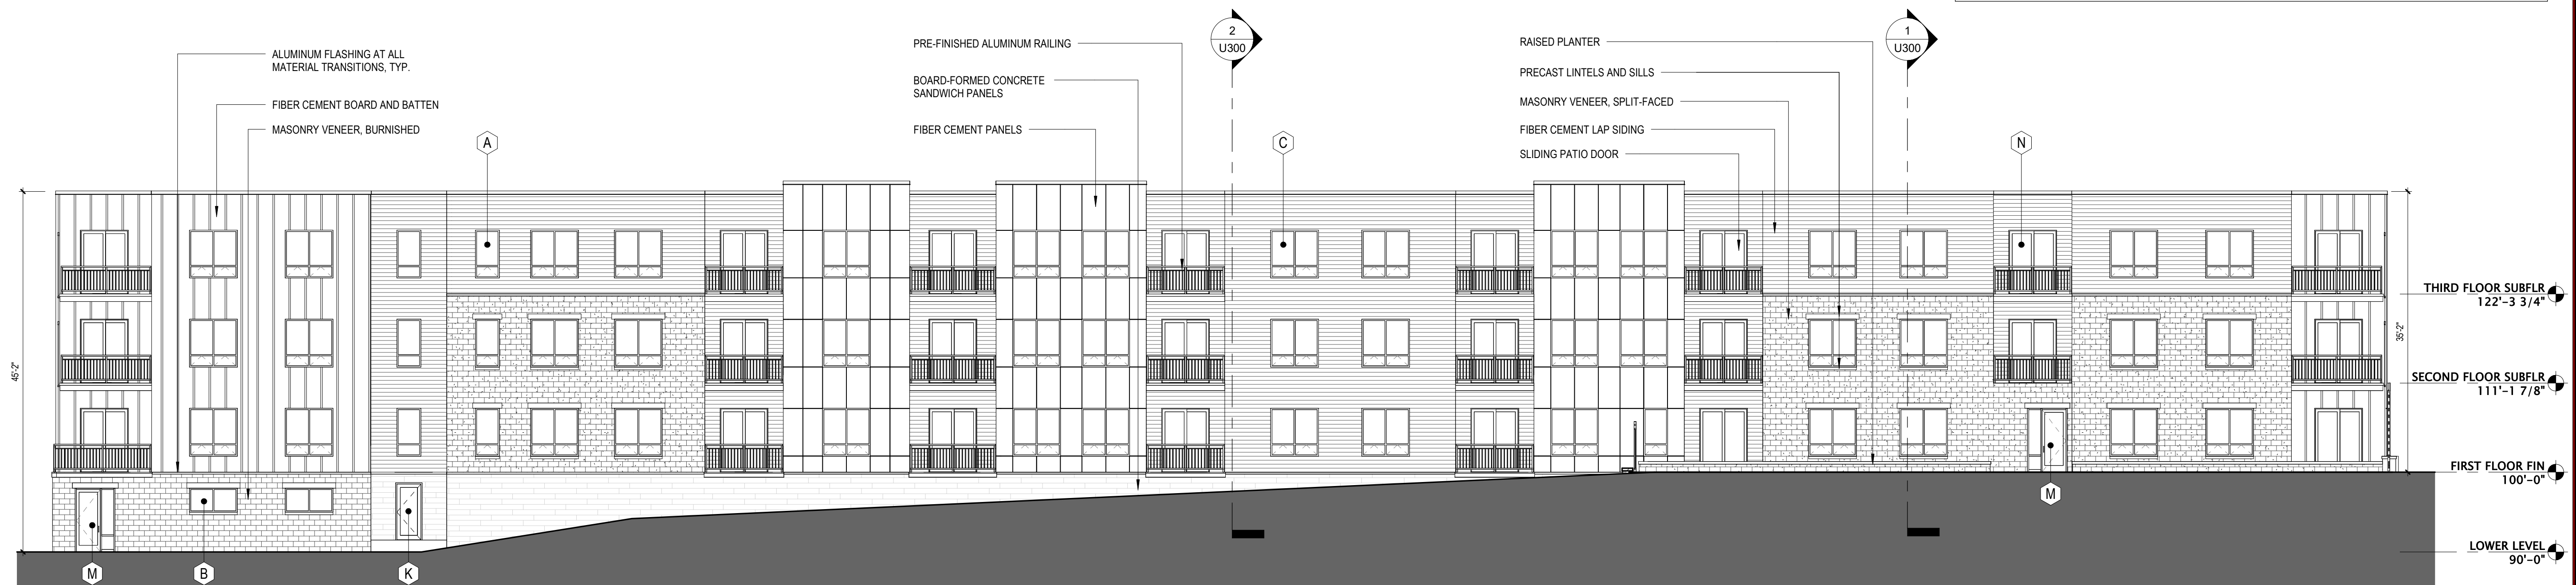 ALUMINUM FLASHING AT ALL
MATERIAL TRANSITIONS, TYP.
FIBER CEMENT BOARD AND BATTEN
MASONRY VENEER, BURNISHED
A
PRE-FINISHED ALUMINUM RAILING
BOARD-FORMED CONCRETE
SANDWICH PANELS
FIBER CEMENT PANELS
2
U300
C
RAISED PLANTER
PRECAST LINTELS AND SILLS
MASONRY VENEER, SPLIT-FACED
FIBER CEMENT LAP SIDING
SLIDING PATIO DOOR
1
U300
N
45'-2"
35'-2"
THIRD FLOOR SUBFLR
122'-3 3/4"
SECOND FLOOR SUBFLR
111'-1 7/8"
FIRST FLOOR FIN
100'-0"
LOWER LEVEL
90'-0"
M
B
K
M